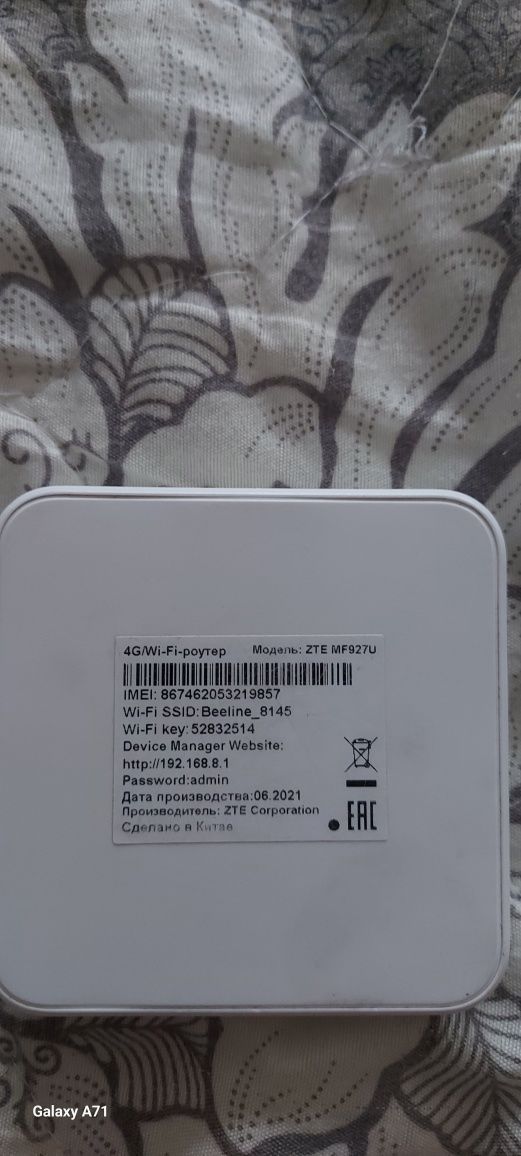 4G/Wi-Fi-роутер Модель: ZTE MF927U
IMEI: 867462053219857
Wi-Fi SSID:Beeline_8145
Wi-Fi key:52832514
Device Manager Website:
http://192.168.8.1
Password:admin
Дата производства:06.2021
Производитель: ZTE Corporation
Сделано в Китае
EAC
Galaxy A71